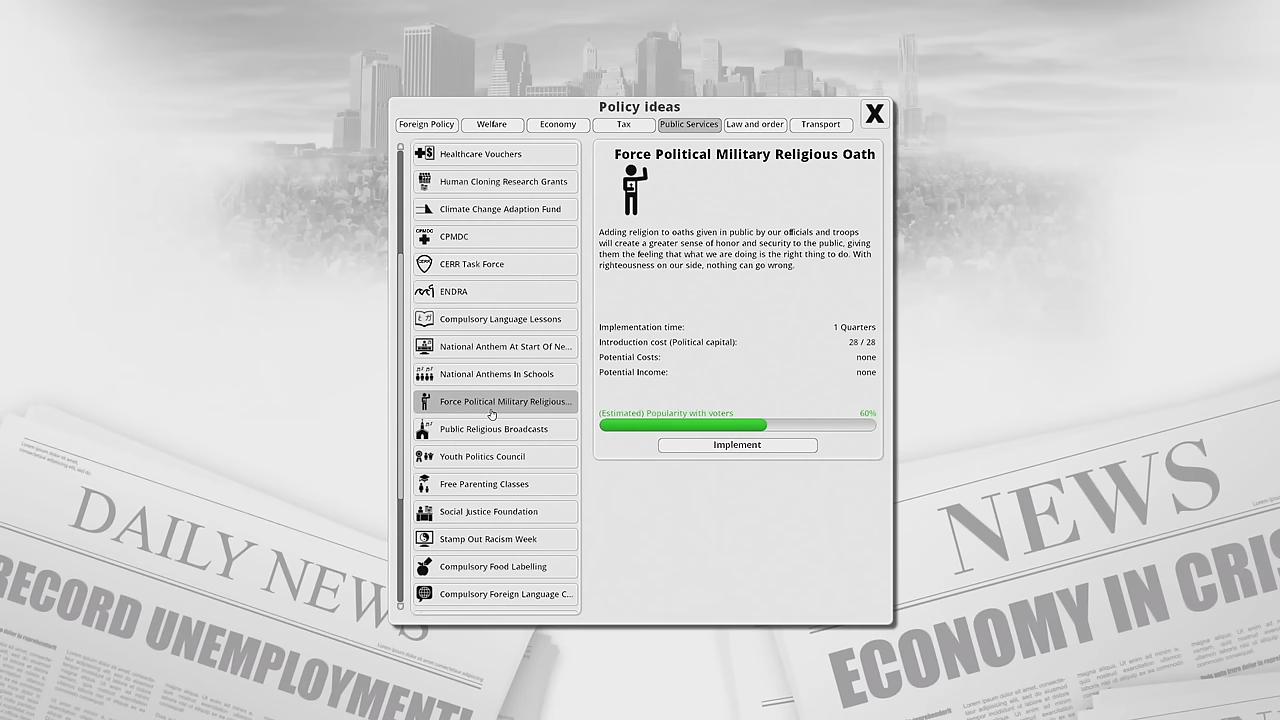 Policy ideas
X
Foreign Policy
Welfare
Economy
Tax
Public Services
Law and order
Transport
Healthcare Vouchers
Human Cloning Research Grants
Climate Change Adaption Fund
CPMDC
CPMDC
CERR Task Force
ENDRA
Compulsory Language Lessons
National Anthem At Start Of Ne...
National Anthems In Schools
Force Political Military Religious...
Public Religious Broadcasts
Youth Politics Council
Free Parenting Classes
Social Justice Foundation
Stamp Out Racism Week
Compulsory Food Labelling
Compulsory Foreign Language C...
Force Political Military Religious Oath
Adding religion to oaths given in public by our officials and troops
will create a greater sense of honor and security to the public, giving
them the feeling that what we are doing is the right thing to do. With
righteousness on our side, nothing can go wrong.
Implementation time: 1 Quarters
Introduction cost (Political capital): 28 / 28
Potential Costs: none
Potential Income: none
(Estimated) Popularity with voters 60%
Implement
DAILY NEWS
RECORD UNEMPLOYMENT
NEWS
ECONOMY IN CRIS